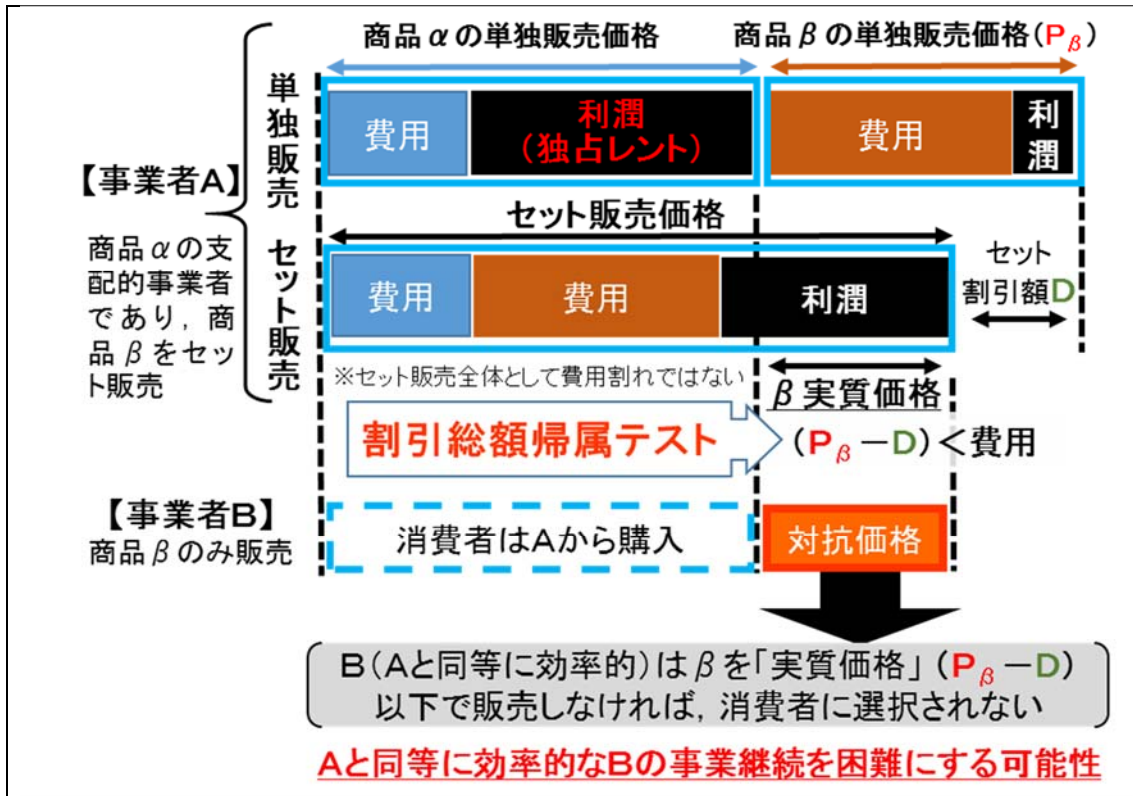 商品αの単独販売価格
商品βの単独販売価格(Pβ)
単独販売
費用
利潤
(独占レント)
費用
利潤
【事業者A】
商品αの支
配的事業者
であり，商
品βをセッ
ト販売
セット販売
セット販売価格
費用
費用
利潤
セット
割引額D
※セット販売全体として費用割れではない
β実質価格
割引総額帰属テスト
(Pβ－D)＜費用
【事業者B】
商品βのみ販売
消費者はAから購入
対抗価格
B(Aと同等に効率的)はβを「実質価格」(Pβ－D)
以下で販売しなければ，消費者に選択されない
Aと同等に効率的なBの事業継続を困難にする可能性